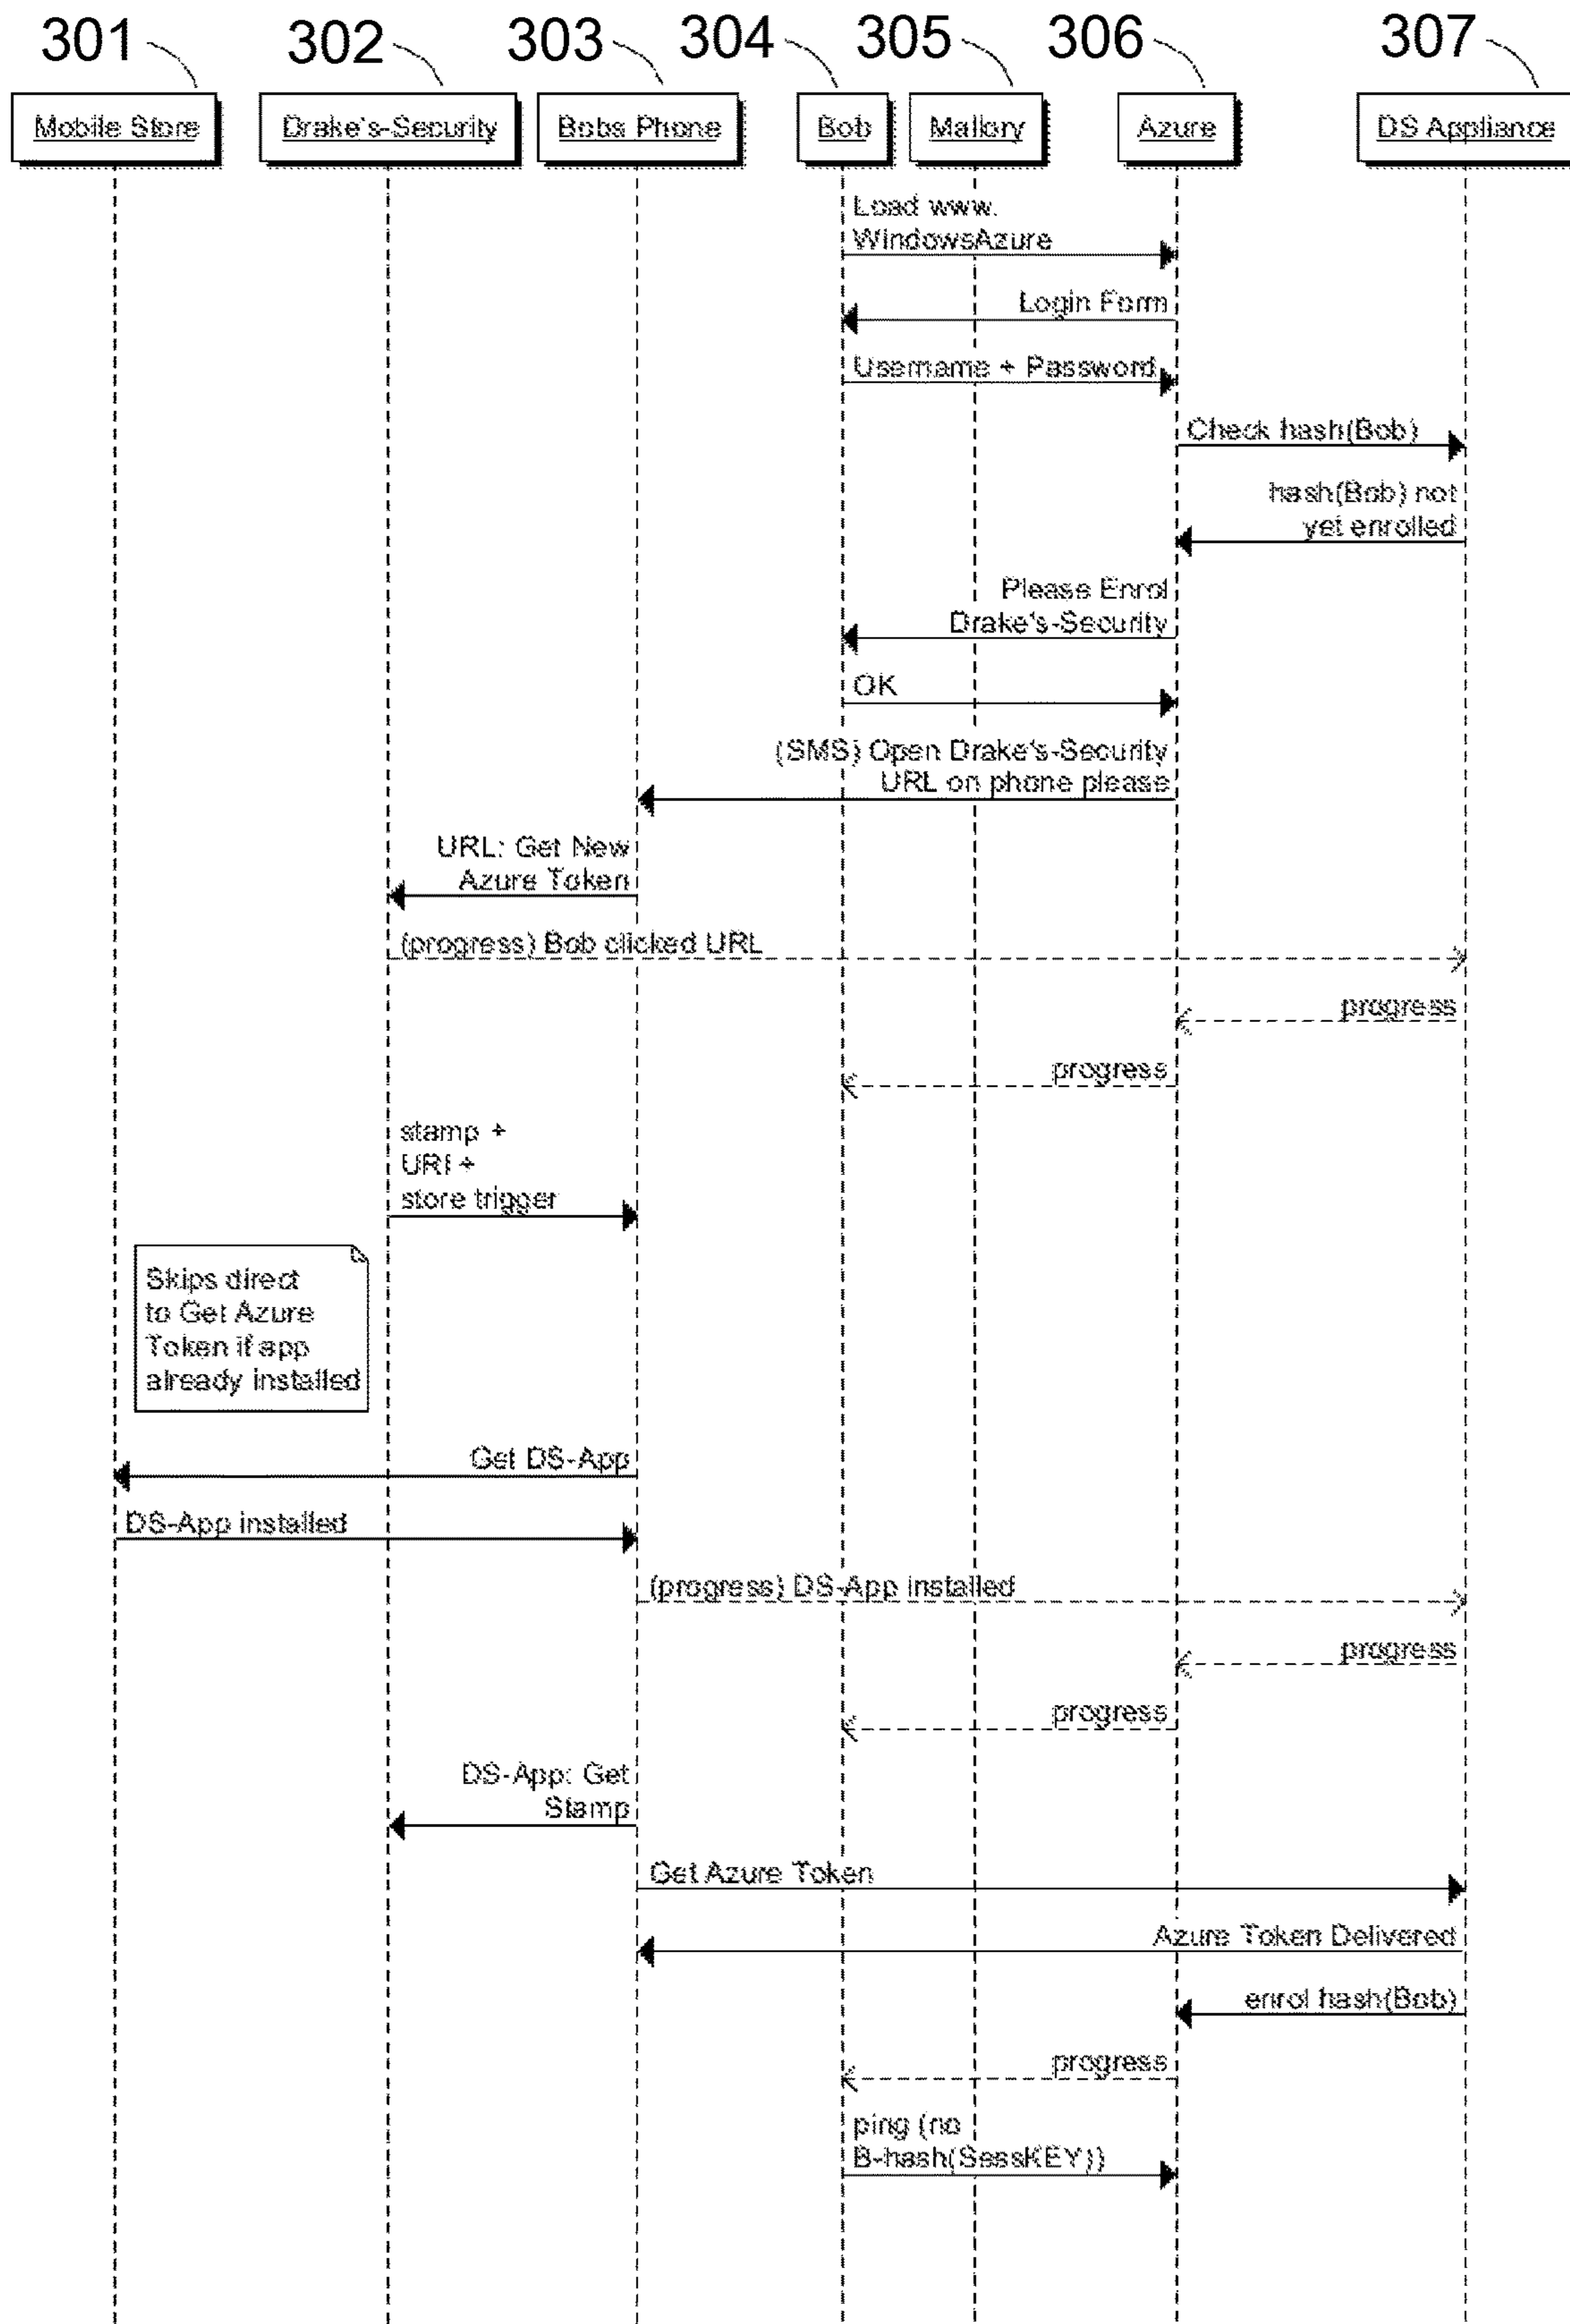 301
302
303
304
305
306
307
Mobile Store
Drake's-Security
Bobs Phone
Bob
Mallory
Azure
DS Appliance
Load www.
WindowsAzure
Login Form
Username + Password
Check hash(Bob)
hash(Bob) not
yet enrolled
Please Enrol
Drake's-Security
OK
(SMS) Open Drake's-Security
URL on phone please
URL: Get New
Azure Token
(progress) Bob clicked URL
progress
progress
stamp +
URI +
store trigger
Skips direct
to Get Azure
Token if app
already installed
Get DS-App
DS-App installed
(progress) DS-App installed
progress
progress
DS-App: Get
Stamp
Get Azure Token
Azure Token Delivered
enrol hash(Bob)
progress
ping (no
B-hash(SessKEY))